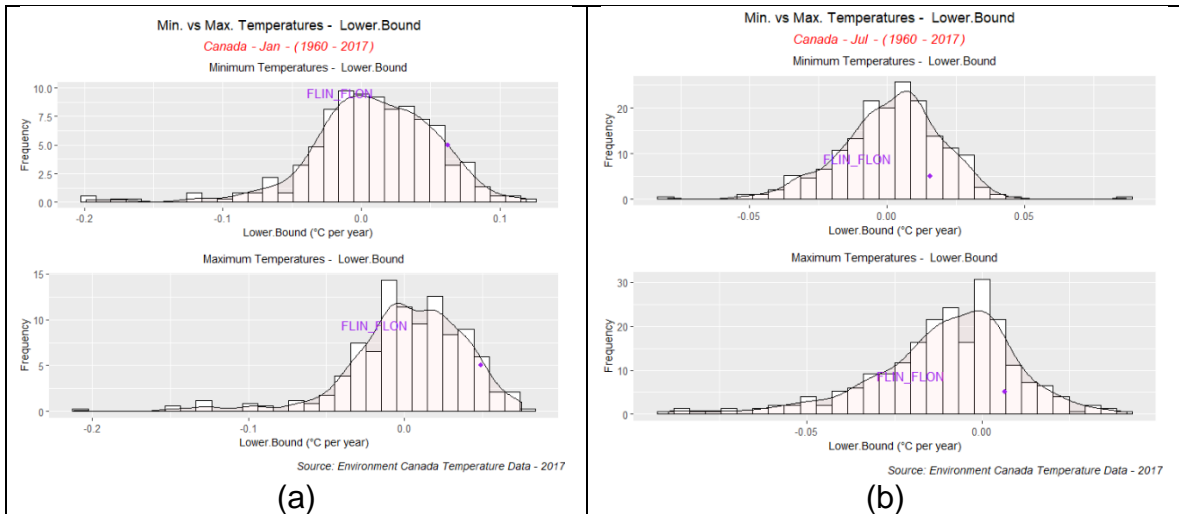 Min. vs Max. Temperatures - Lower.Bound
Canada - Jan - (1960 - 2017)
Minimum Temperatures - Lower.Bound
Frequency
10.0
7.5
5.0
2.5
0.0
FLIN_FLON
-0.2
-0.1
0.0
0.1
Lower.Bound (°C per year)
Maximum Temperatures - Lower.Bound
Frequency
15
10
5
0
FLIN_FLON
-0.2
-0.1
0.0
Lower.Bound (°C per year)
Source: Environment Canada Temperature Data - 2017
(a)
Min. vs Max. Temperatures - Lower.Bound
Canada - Jul - (1960 - 2017)
Minimum Temperatures - Lower.Bound
Frequency
20
10
0
FLIN_FLON
-0.05
0.00
0.05
Lower.Bound (°C per year)
Maximum Temperatures - Lower.Bound
Frequency
30
20
10
0
FLIN_FLON
-0.05
0.00
Lower.Bound (°C per year)
Source: Environment Canada Temperature Data - 2017
(b)